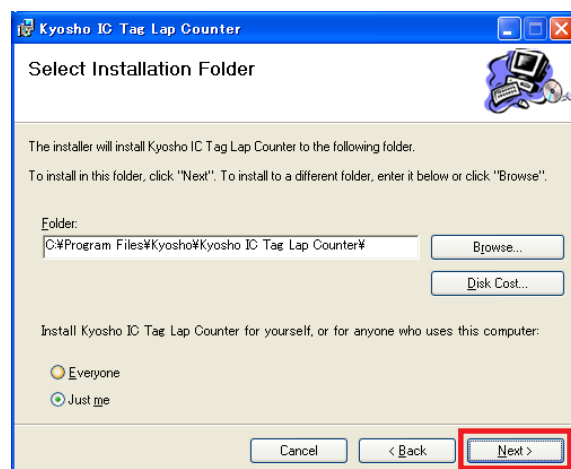 Kyosho IC Tag Lap Counter
Select Installation Folder
The installer will install Kyosho IC Tag Lap Counter to the following folder.
To install in this folder, click "Next". To install to a different folder, enter it below or click "Browse".
Folder:
C:¥Program Files¥Kyosho¥Kyosho IC Tag Lap Counter¥
Browse...
Disk Cost...
Install Kyosho IC Tag Lap Counter for yourself, or for anyone who uses this computer:
Everyone
Just me
Cancel
< Back
Next >